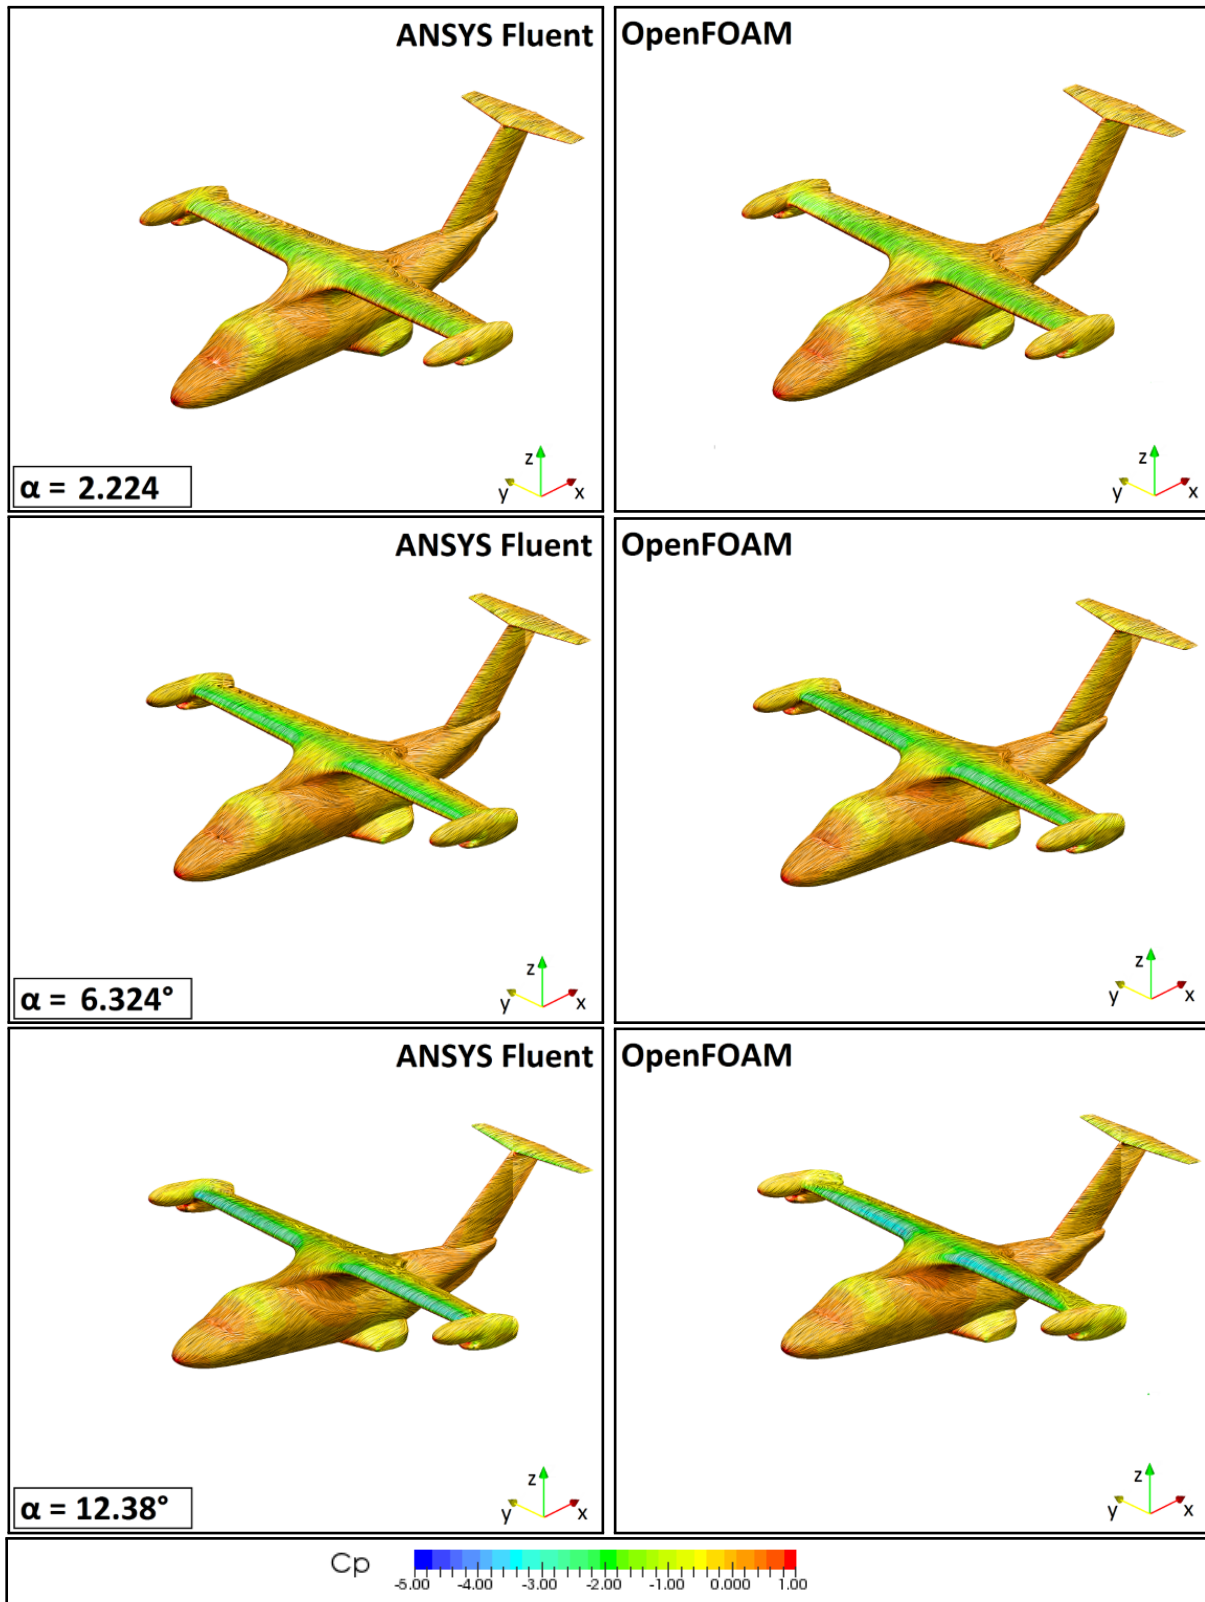 ANSYS Fluent
OpenFOAM
z
y
x
z
y
x
α = 2.224
ANSYS Fluent
OpenFOAM
z
y
x
z
y
x
α = 6.324°
ANSYS Fluent
OpenFOAM
z
y
x
z
y
x
α = 12.38°
Cp
-5.00 -4.00 -3.00 -2.00 -1.00 0.000 1.00